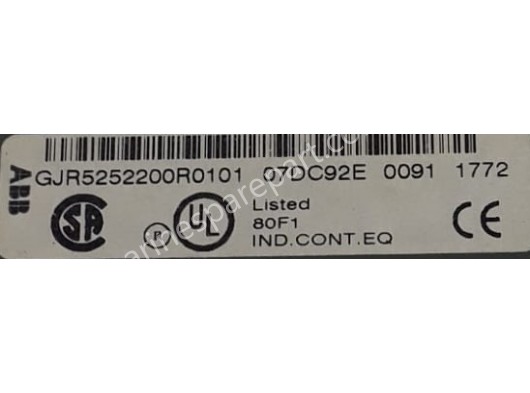 ABB
GJR5252200R0101 07DC92E 0091 1772
SA
R
UL
Listed
80F1
IND.CONT.EQ
CE